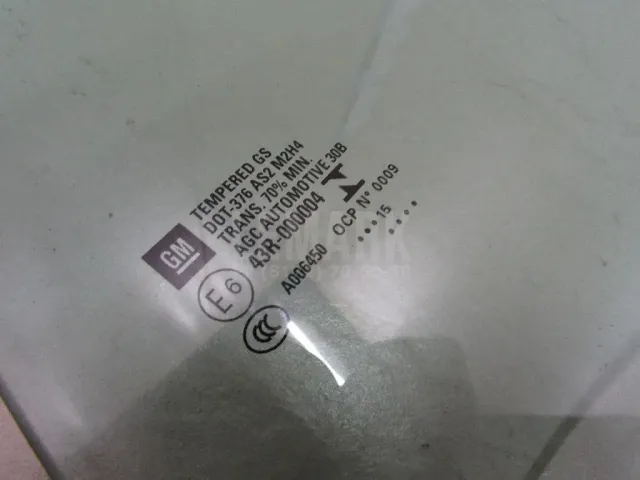 TEMPERED GS
DOT-376 AS2 M2H4
TRANS. 70% MIN.
AGC AUTOMOTIVE 30B
43R-000004
GM
E6
CCC
A006450 OCP N° 0009
....15....